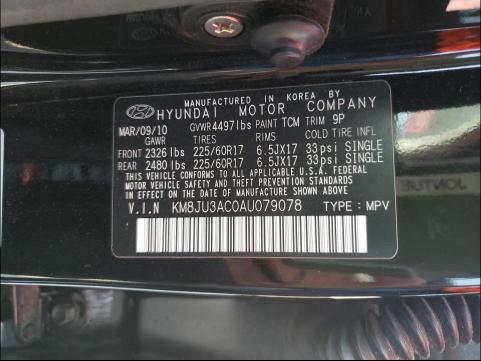 MANUFACTURED IN KOREA BY
HYUNDAI MOTOR COMPANY
MAR/09/10 GVWR4497lbs PAINT TCM TRIM 9P
GAWR TIRES RIMS COLD TIRE INFL
FRONT 2326 lbs 225/60R17 6.5JX17 33psi SINGLE
REAR 2480 lbs 225/60R17 6.5JX17 33psi SINGLE
THIS VEHICLE CONFORMS TO ALL APPLICABLE U.S.A. FEDERAL
MOTOR VEHICLE SAFETY AND THEFT PREVENTION STANDARDS
IN EFFECT ON THE DATE OF MANUFACTURE SHOWN ABOVE
V.I.N KM8JU3AC0AU079078 TYPE : MPV